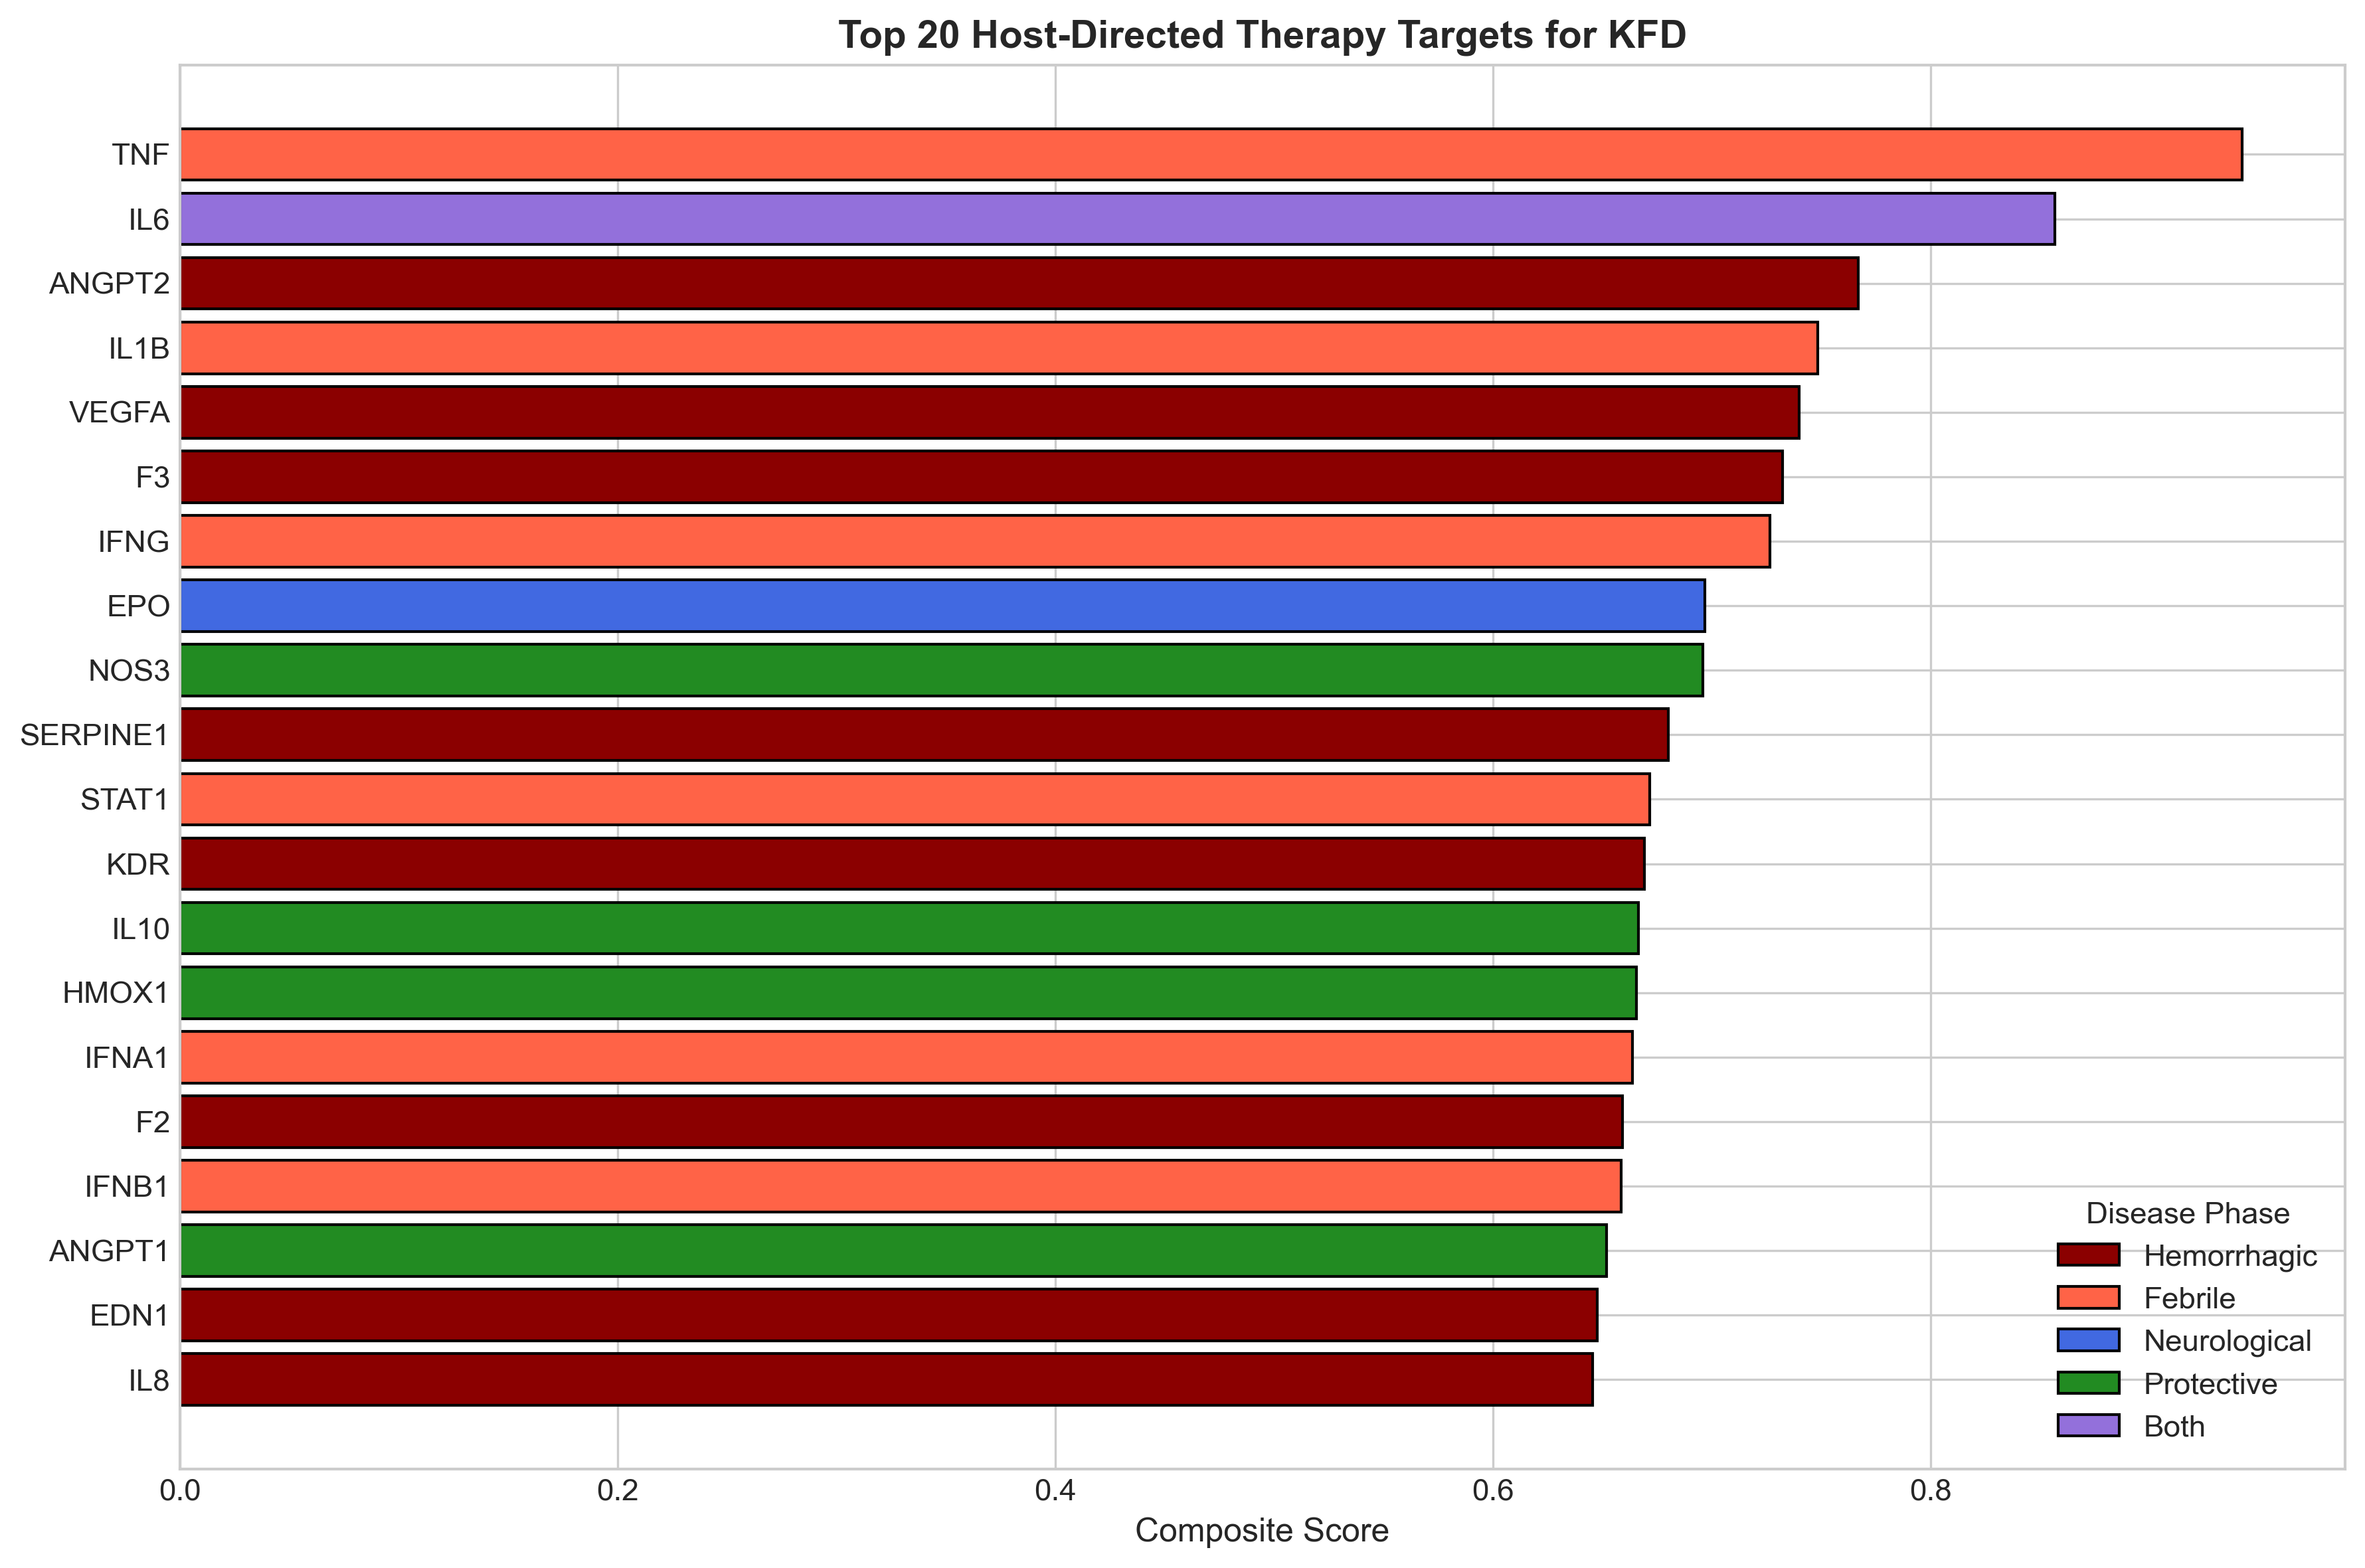 Top 20 Host-Directed Therapy Targets for KFD
TNF
IL6
ANGPT2
IL1B
VEGFA
F3
IFNG
EPO
NOS3
SERPINE1
STAT1
KDR
IL10
HMOX1
IFNA1
F2
IFNB1
ANGPT1
EDN1
IL8
Disease Phase
Hemorrhagic
Febrile
Neurological
Protective
Both
0.0 0.2 0.4 0.6 0.8
Composite Score